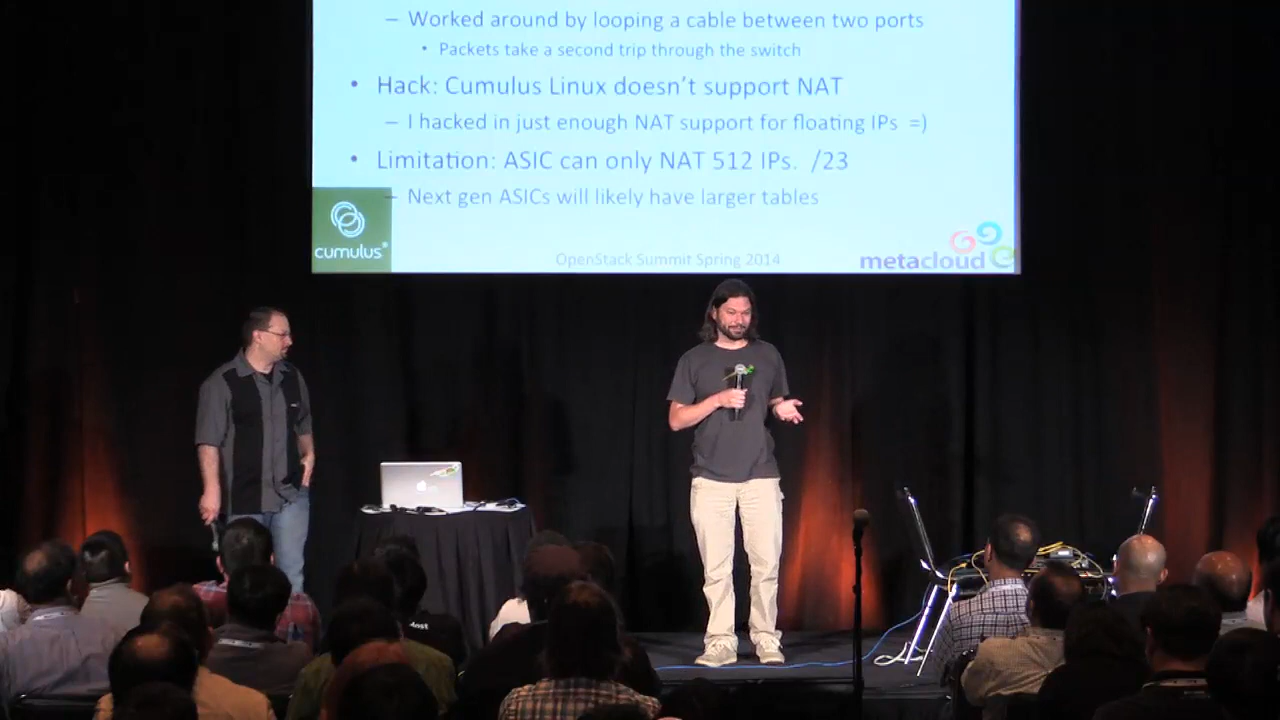 – Worked around by looping a cable between two ports
• Packets take a second trip through the switch
• Hack: Cumulus Linux doesn't support NAT
– I hacked in just enough NAT support for floating IPs =)
• Limitation: ASIC can only NAT 512 IPs. /23
– Next gen ASICs will likely have larger tables
cumulus®
OpenStack Summit Spring 2014
metacloud